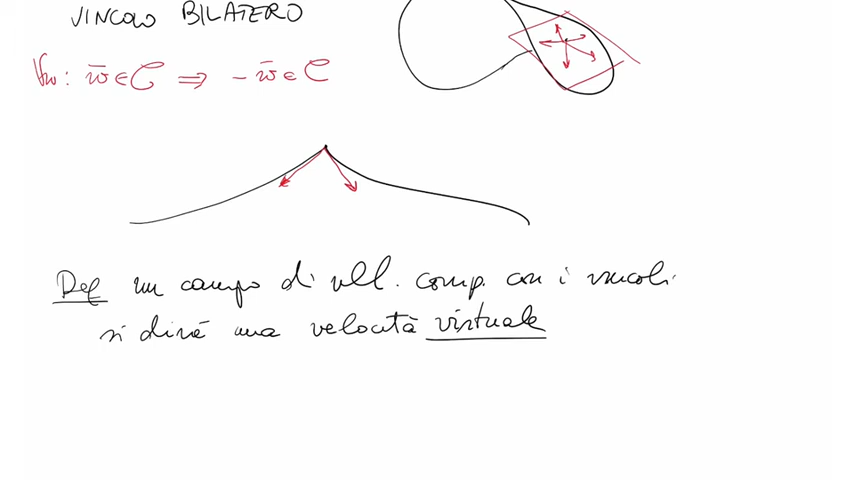 VINCOLO BILATERO
∀w̄: w̄ ∈ C ⇒ - w̄ ∈ C
Def un campo di vel. comp. con i vincoli
si dirà una velocità virtuale